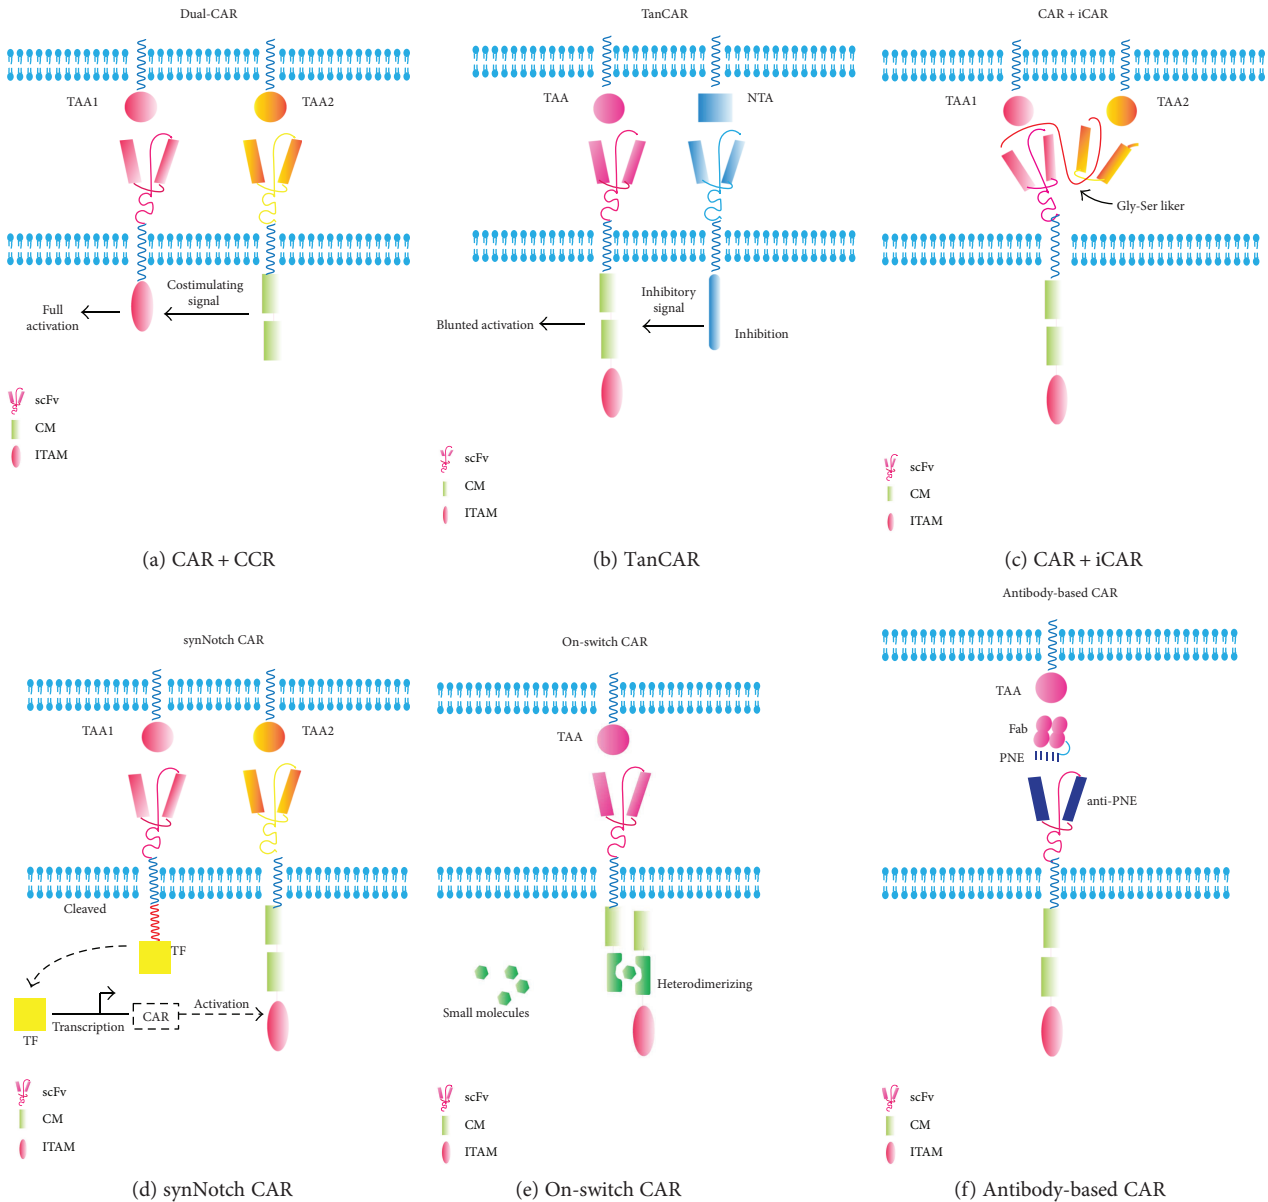 Dual-CAR
TAA1
TAA2
Costimulating
signal
Full
activation
scFv
CM
ITAM
(a) CAR + CCR
TanCAR
TAA
NTA
Inhibitory
signal
Blunted activation
Inhibition
scFv
CM
ITAM
(b) TanCAR
CAR + iCAR
TAA1
TAA2
Gly-Ser liker
scFv
CM
ITAM
(c) CAR + iCAR
synNotch CAR
TAA1
TAA2
Cleaved
TF
TF
Transcription
CAR
Activation
scFv
CM
ITAM
(d) synNotch CAR
On-switch CAR
TAA
Heterodimerizing
Small molecules
scFv
CM
ITAM
(e) On-switch CAR
Antibody-based CAR
TAA
Fab
PNE
anti-PNE
scFv
CM
ITAM
(f) Antibody-based CAR